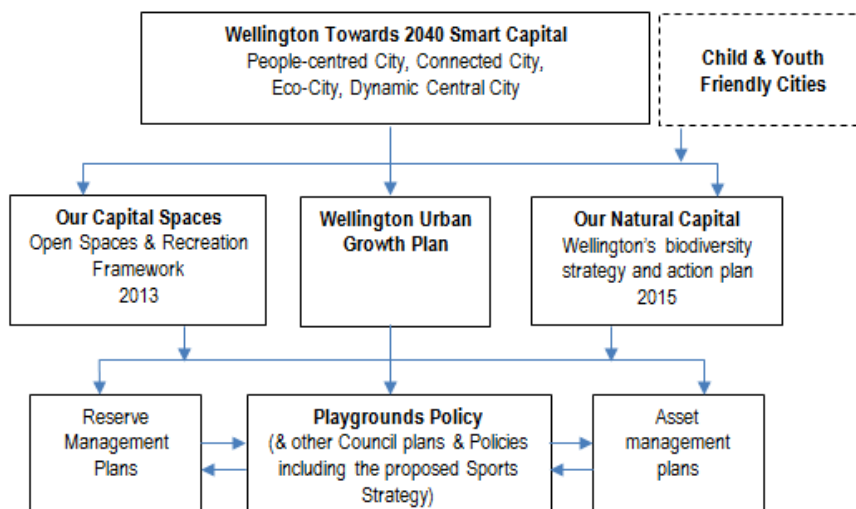 Wellington Towards 2040 Smart Capital
People-centred City, Connected City,
Eco-City, Dynamic Central City
Child & Youth
Friendly Cities
Our Capital Spaces
Open Spaces & Recreation
Framework
2013
Wellington Urban
Growth Plan
Our Natural Capital
Wellington's biodiversity
strategy and action plan
2015
Reserve
Management
Plans
Playgrounds Policy
(& other Council plans & Policies
including the proposed Sports
Strategy)
Asset
management
plans